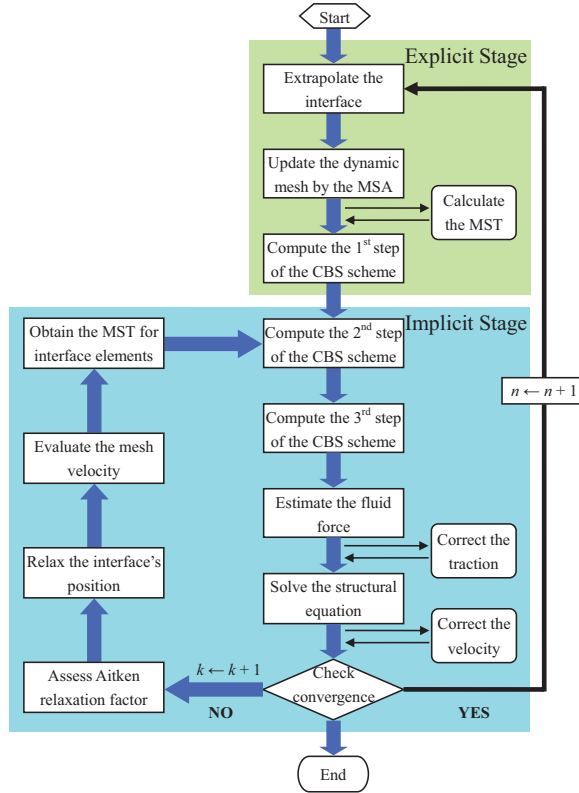 Start
Explicit Stage
Extrapolate the
interface
Update the dynamic
mesh by the MSA
Calculate
the MST
Compute the 1st step
of the CBS scheme
Implicit Stage
Obtain the MST for
interface elements
Compute the 2nd step
of the CBS scheme
n ← n + 1
Compute the 3rd step
of the CBS scheme
Evaluate the mesh
velocity
Estimate the fluid
force
Correct the
traction
Relax the interface's
position
Solve the structural
equation
Correct the
velocity
Check
convergence
k ← k + 1
Assess Aitken
relaxation factor
NO
YES
End